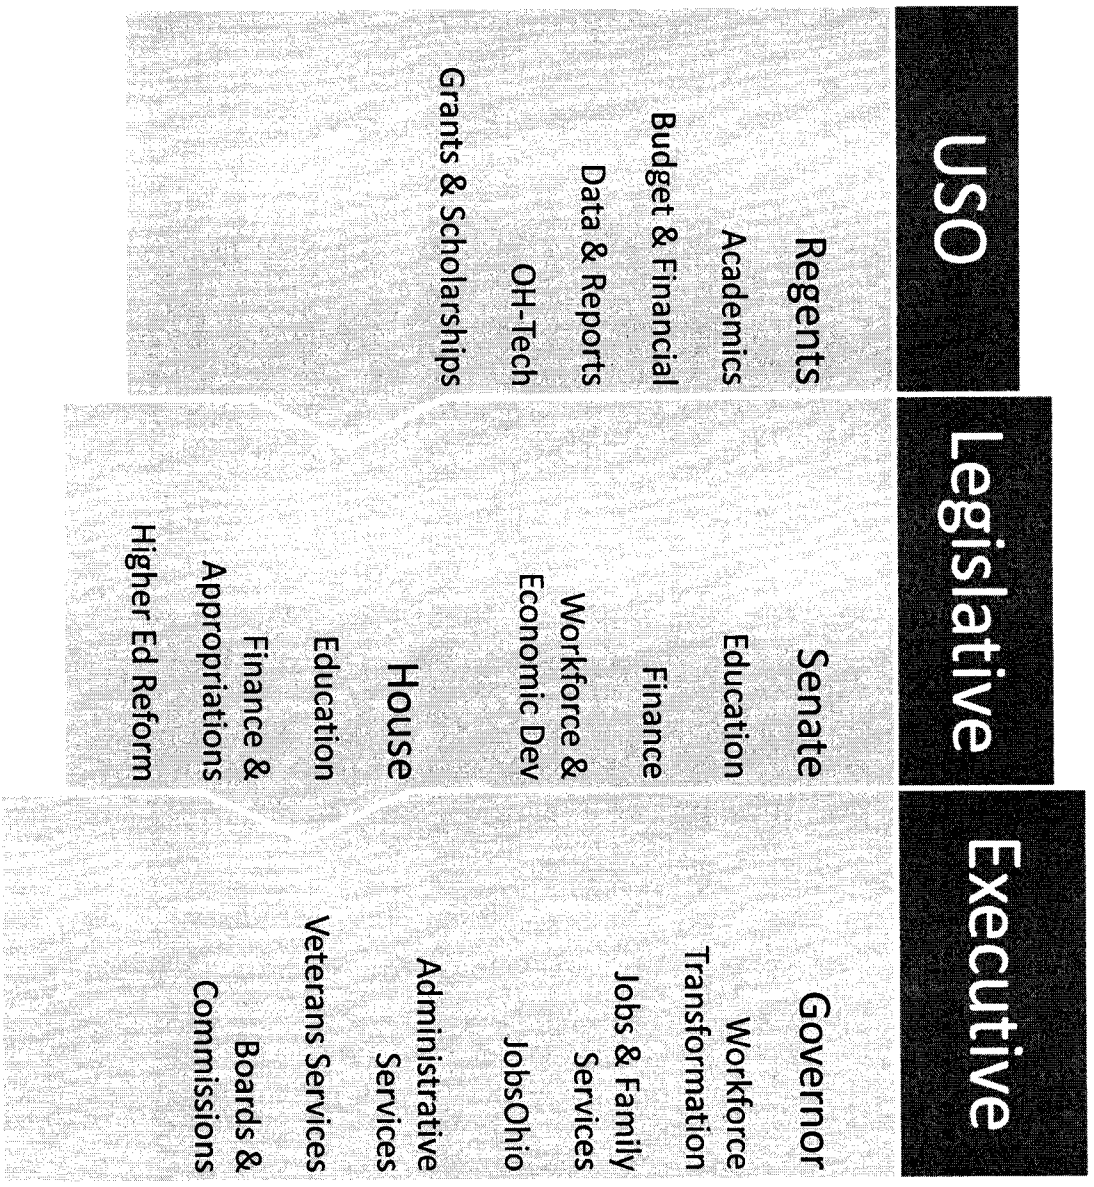 USO
Regents
Academics
Budget & Financial
Data & Reports
OH-Tech
Grants & Scholarships
Legislative
Senate
Education
Finance
Workforce &
Economic Dev
House
Education
Finance &
Appropriations
Higher Ed Reform
Executive
Governor
Workforce
Transformation
Jobs & Family
Services
JobsOhio
Administrative
Services
Veterans Services
Boards &
Commissions